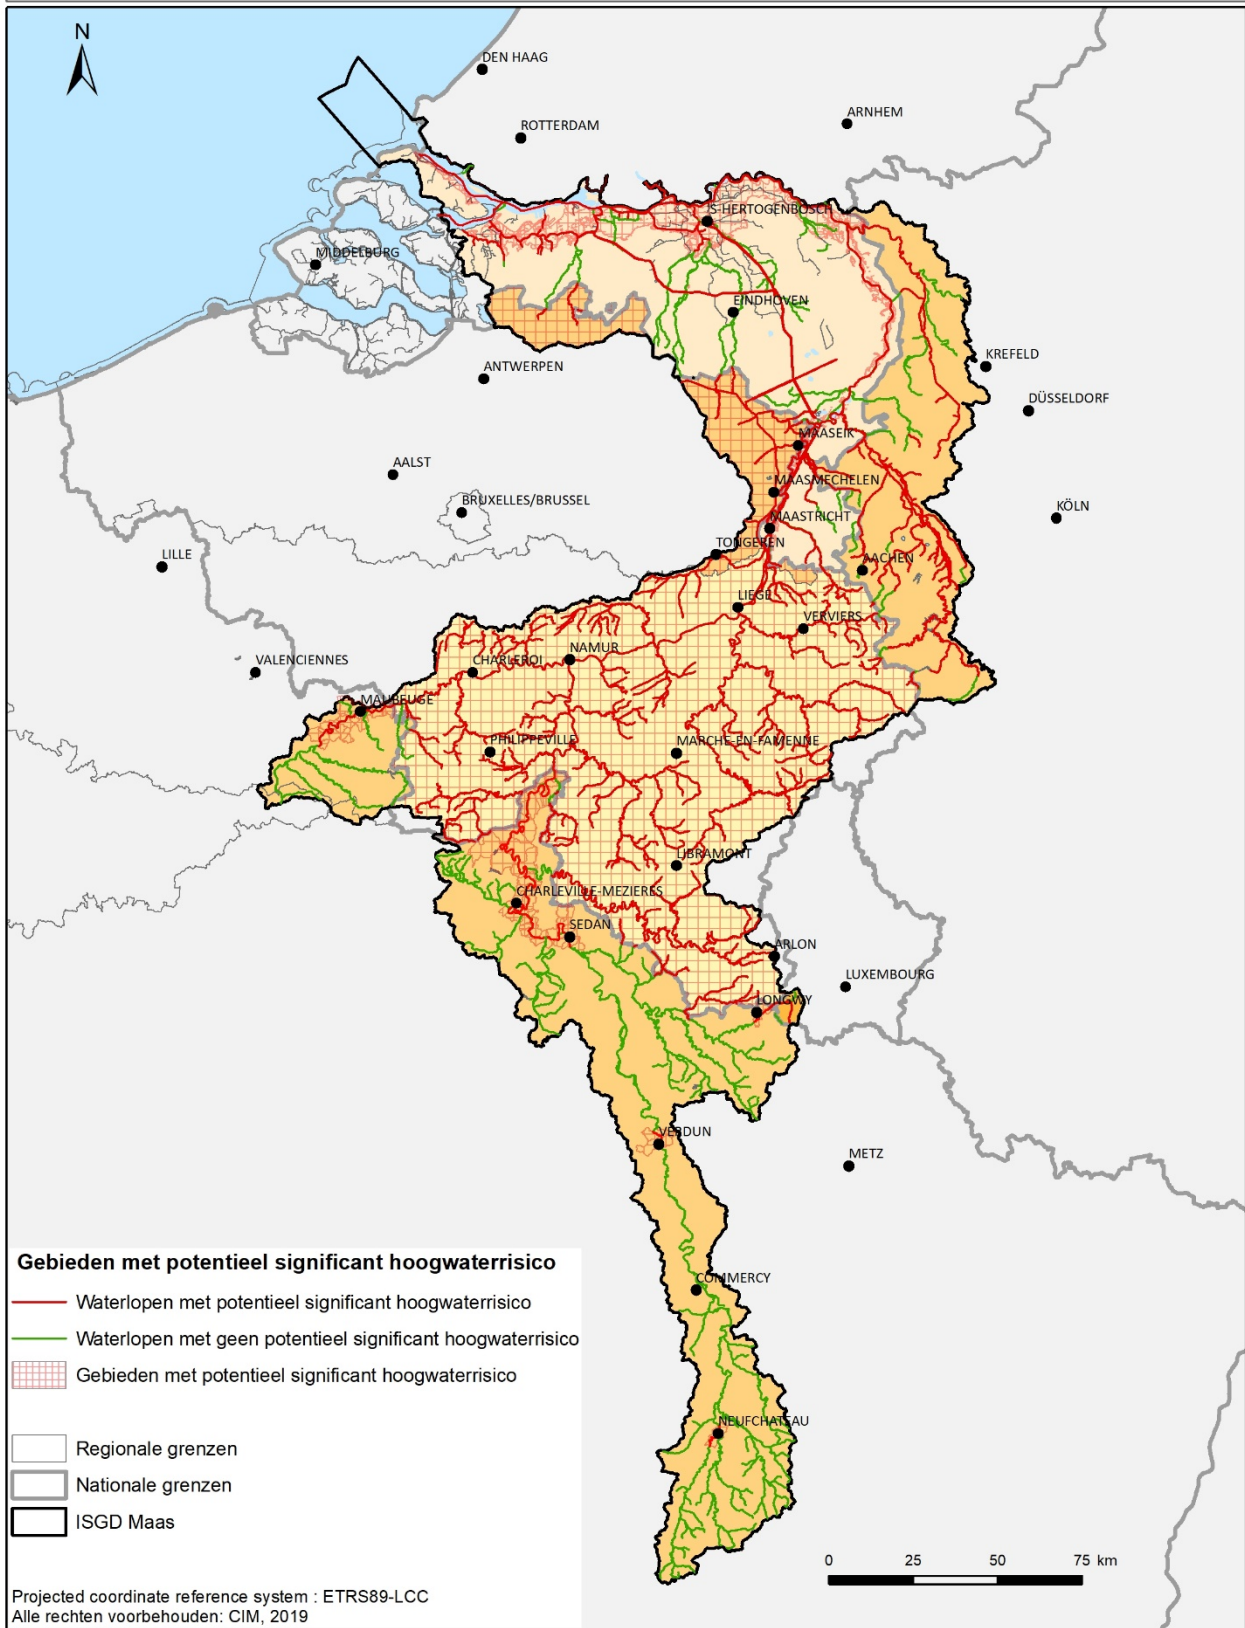 N
DEN HAAG
ROTTERDAM
ARNHEM
'S-HERTOGENBOSCH
MIDDELBURG
EINDHOVEN
KREFELD
ANTWERPEN
DÜSSELDORF
MAASEIK
AALST
MAASMECHELEN
BRUXELLES/BRUSSEL
KÖLN
MAASTRICHT
TONGEREN
LILLE
AACHEN
LIEGE
VERVIERS
NAMUR
VALENCIENNES
CHARLEROI
MAUBEUGE
PHILIPPEVILLE
MARCHE-EN-FAMENNE
LIBRAMONT
CHARLEVILLE-MEZIERES
SEDAN
ARLON
LUXEMBOURG
LONGWY
VERDUN
METZ
COMMERCY
NEUFCHATEAU
Gebieden met potentieel significant hoogwaterrisico
Waterlopen met potentieel significant hoogwaterrisico
Waterlopen met geen potentieel significant hoogwaterrisico
Gebieden met potentieel significant hoogwaterrisico
Regionale grenzen
Nationale grenzen
ISGD Maas
0 25 50 75 km
Projected coordinate reference system : ETRS89-LCC
Alle rechten voorbehouden: CIM, 2019